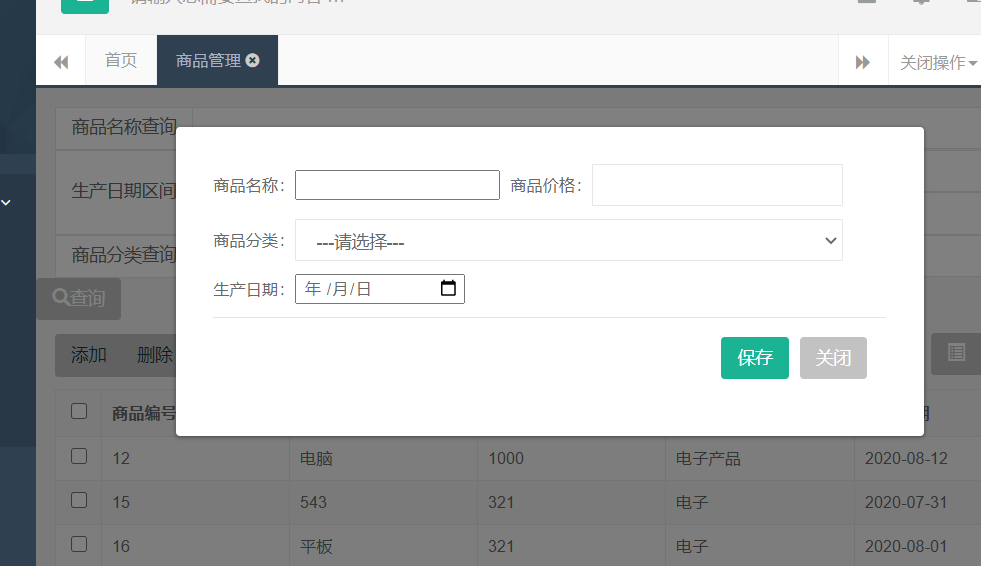 首页 商品管理 关闭操作
商品名称查询
商品名称： 商品价格：
生产日期区间
商品分类： ---请选择---
商品分类查询
生产日期： 年 /月/日
查询
保存 关闭
添加 删除
商品编号
12 电脑 1000 电子产品 2020-08-12
15 543 321 电子 2020-07-31
16 平板 321 电子 2020-08-01